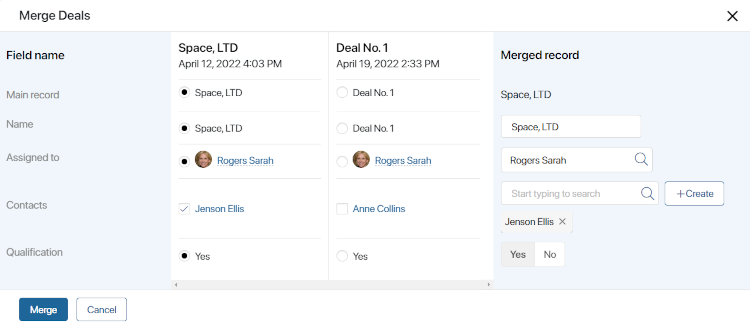 Merge Deals
Field name
Space, LTD
April 12, 2022 4:03 PM
Deal No. 1
April 19, 2022 2:33 PM
Merged record
Main record
Space, LTD
Deal No. 1
Space, LTD
Name
Space, LTD
Deal No. 1
Space, LTD
Assigned to
Rogers Sarah
Rogers Sarah
Rogers Sarah
Contacts
Jenson Ellis
Anne Collins
Start typing to search
+Create
Jenson Ellis
Qualification
Yes
Yes
Yes
No
Merge
Cancel